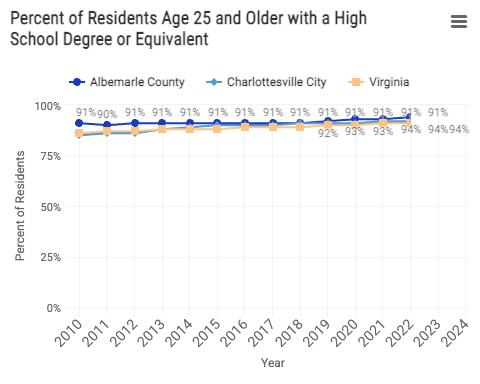 Percent of Residents Age 25 and Older with a High
School Degree or Equivalent
Albemarle County Charlottesville City Virginia
100%
75%
50%
25%
0%
Percent of Residents
91% 90% 91% 91% 91% 91% 91% 91% 91% 91% 91% 91% 91% 91%
92% 93% 93% 94% 94% 94%
2010 2011 2012 2013 2014 2015 2016 2017 2018 2019 2020 2021 2022 2023 2024
Year